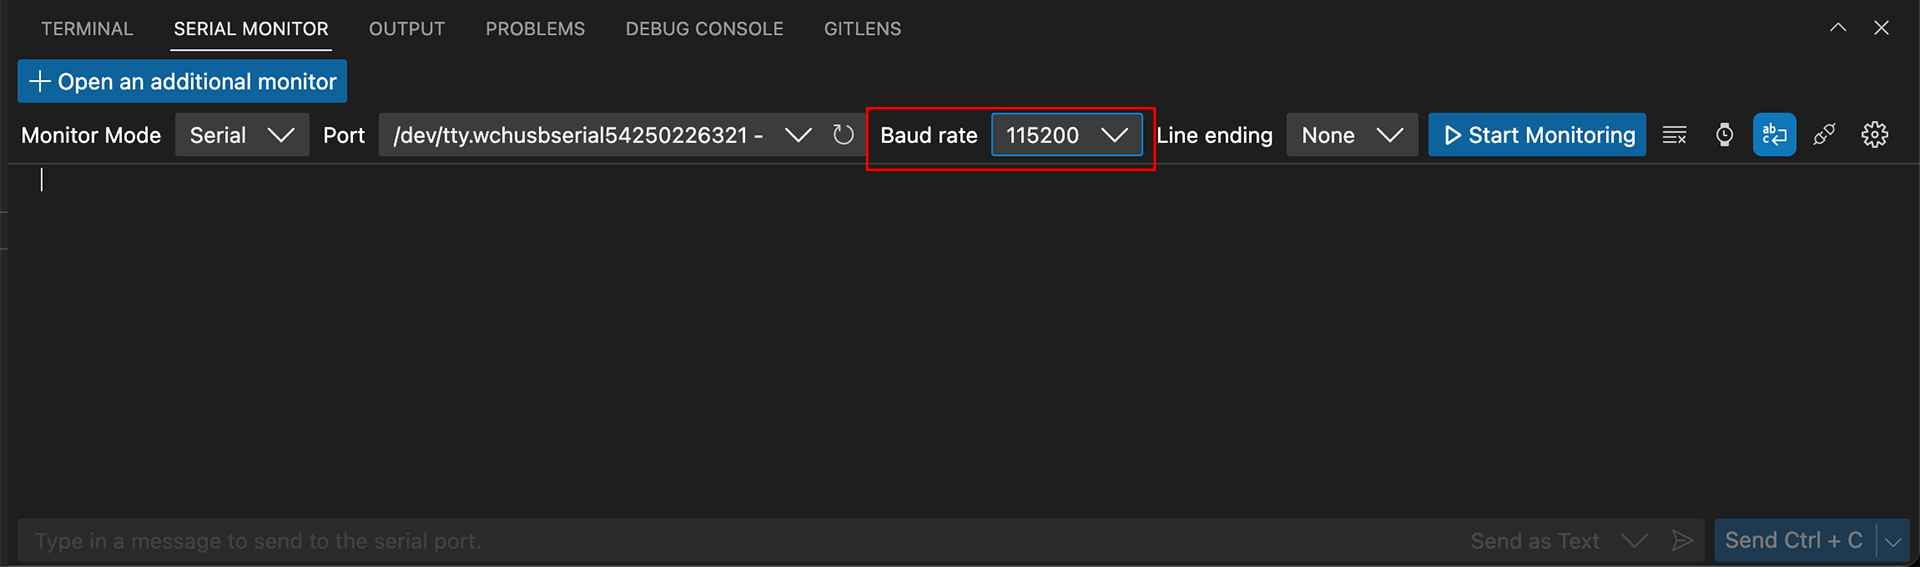 TERMINAL SERIAL MONITOR OUTPUT PROBLEMS DEBUG CONSOLE GITLENS
Open an additional monitor
Monitor Mode Serial Port /dev/tty.wchusbserial54250226321 - Baud rate 115200 Line ending None Start Monitoring
Type in a message to send to the serial port. Send as Text Send Ctrl + C